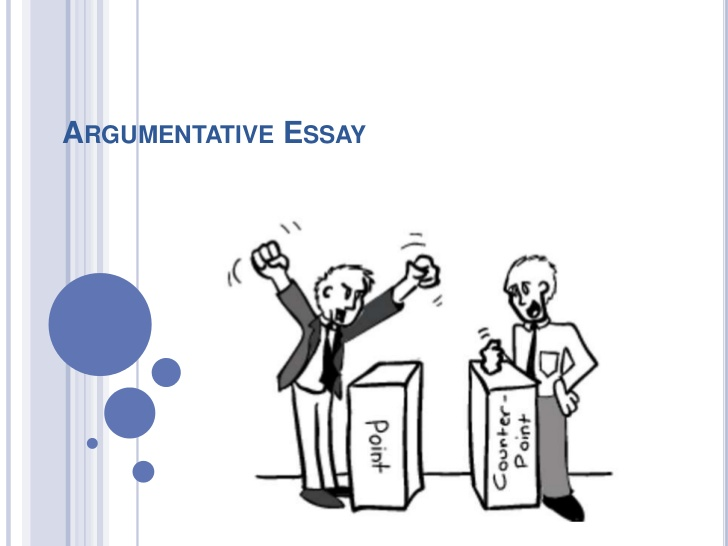 Argumentative Essay
Point
Counter-
Point